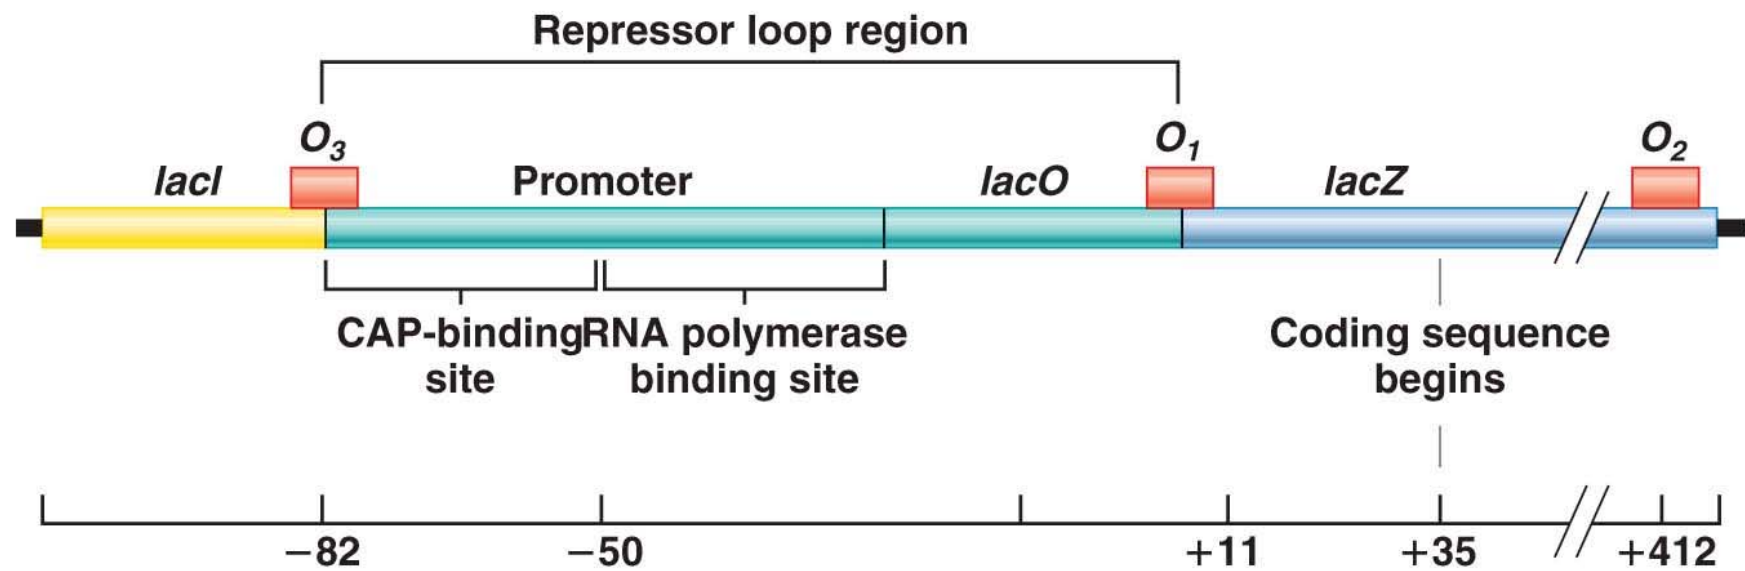 Repressor loop region
O₃ O₁ O₂
lacI Promoter lacO lacZ
CAP-binding RNA polymerase Coding sequence
site binding site begins
−82 −50 +11 +35 +412